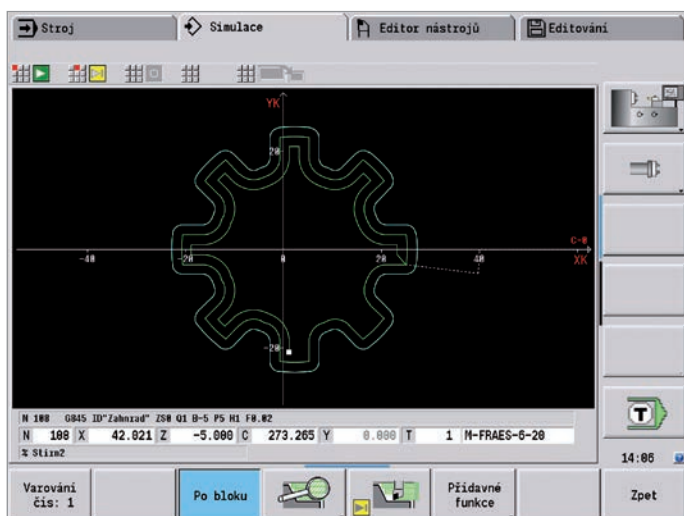 Stroj Simulace Editor nástrojů Editování
YK
20
C-0
-40 -20 0 20 40 XK
-20
N 108 G845 ID"Zahnrad" ZS0 Q1 B-5 P5 H1 F0.02
N 108 X 42.021 Z -5.000 C 273.265 Y 0.000 T 1 M-FRAES-6-20
% Stirn2
T
14:06
Varování
čís: 1
Po bloku
Přídavné
funkce
Zpet